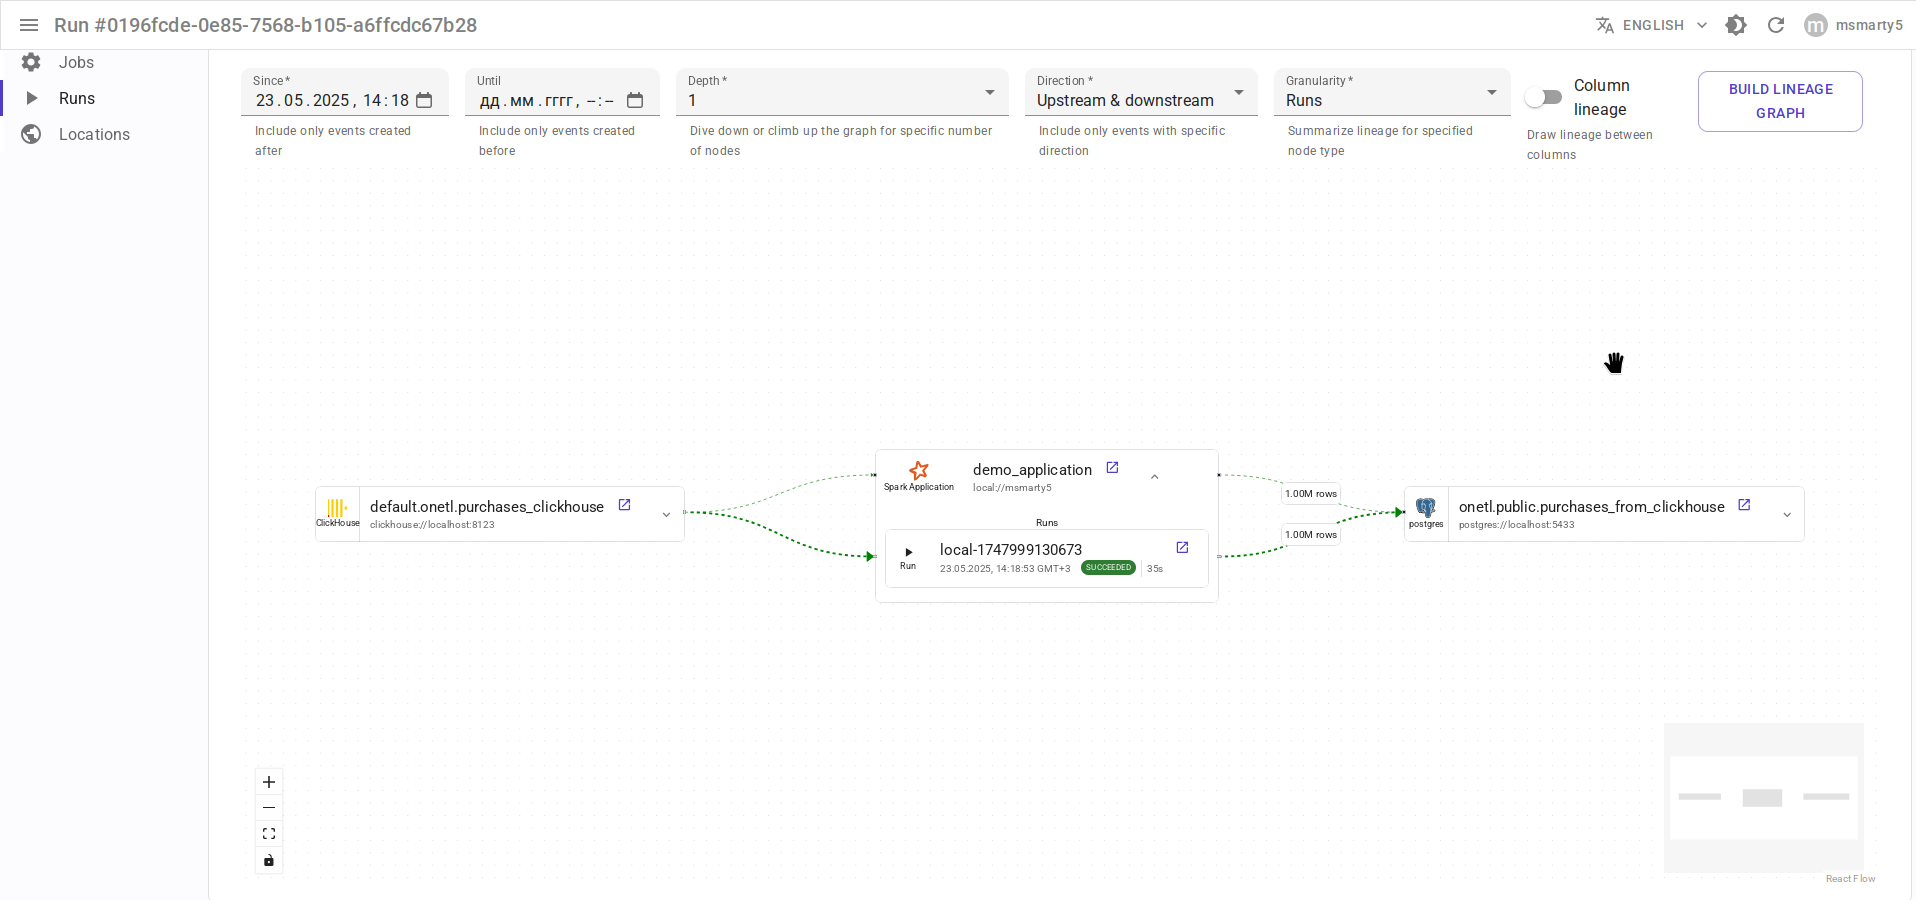 Run #0196fcde-0e85-7568-b105-a6ffcdc67b28
ENGLISH
m
msmarty5
Jobs
Runs
Locations
Since *
23.05.2025, 14:18
Include only events created
after
Until
дд.мм.гггг, --:--
Include only events created
before
Depth *
1
Dive down or climb up the graph for specific number
of nodes
Direction *
Upstream & downstream
Include only events with specific
direction
Granularity *
Runs
Summarize lineage for specified
node type
Column
lineage
Draw lineage between
columns
BUILD LINEAGE
GRAPH
ClickHouse
default.onetl.purchases_clickhouse
clickhouse://localhost:8123
Spark Application
demo_application
local://msmarty5
Runs
Run
local-1747999130673
23.05.2025, 14:18:53 GMT+3
SUCCEEDED
35s
1.00M rows
1.00M rows
postgres
onetl.public.purchases_from_clickhouse
postgres://localhost:5433
React Flow